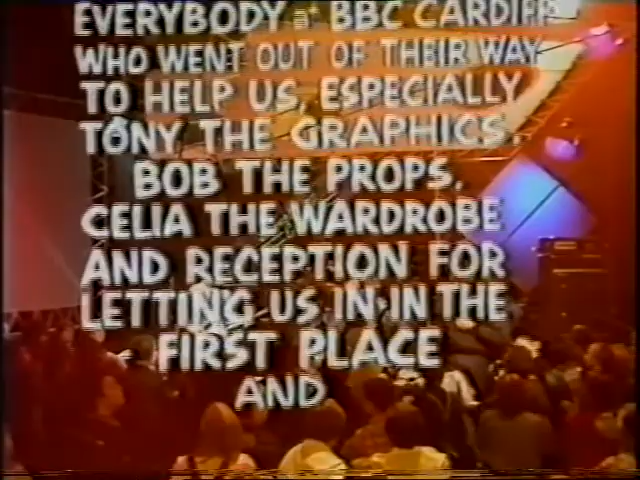 EVERYBODY at BBC CARDIFF
WHO WENT OUT OF THEIR WAY
TO HELP US, ESPECIALLY
TONY THE GRAPHICS,
BOB THE PROPS,
CELIA THE WARDROBE
AND RECEPTION FOR
LETTING US IN IN THE
FIRST PLACE
AND